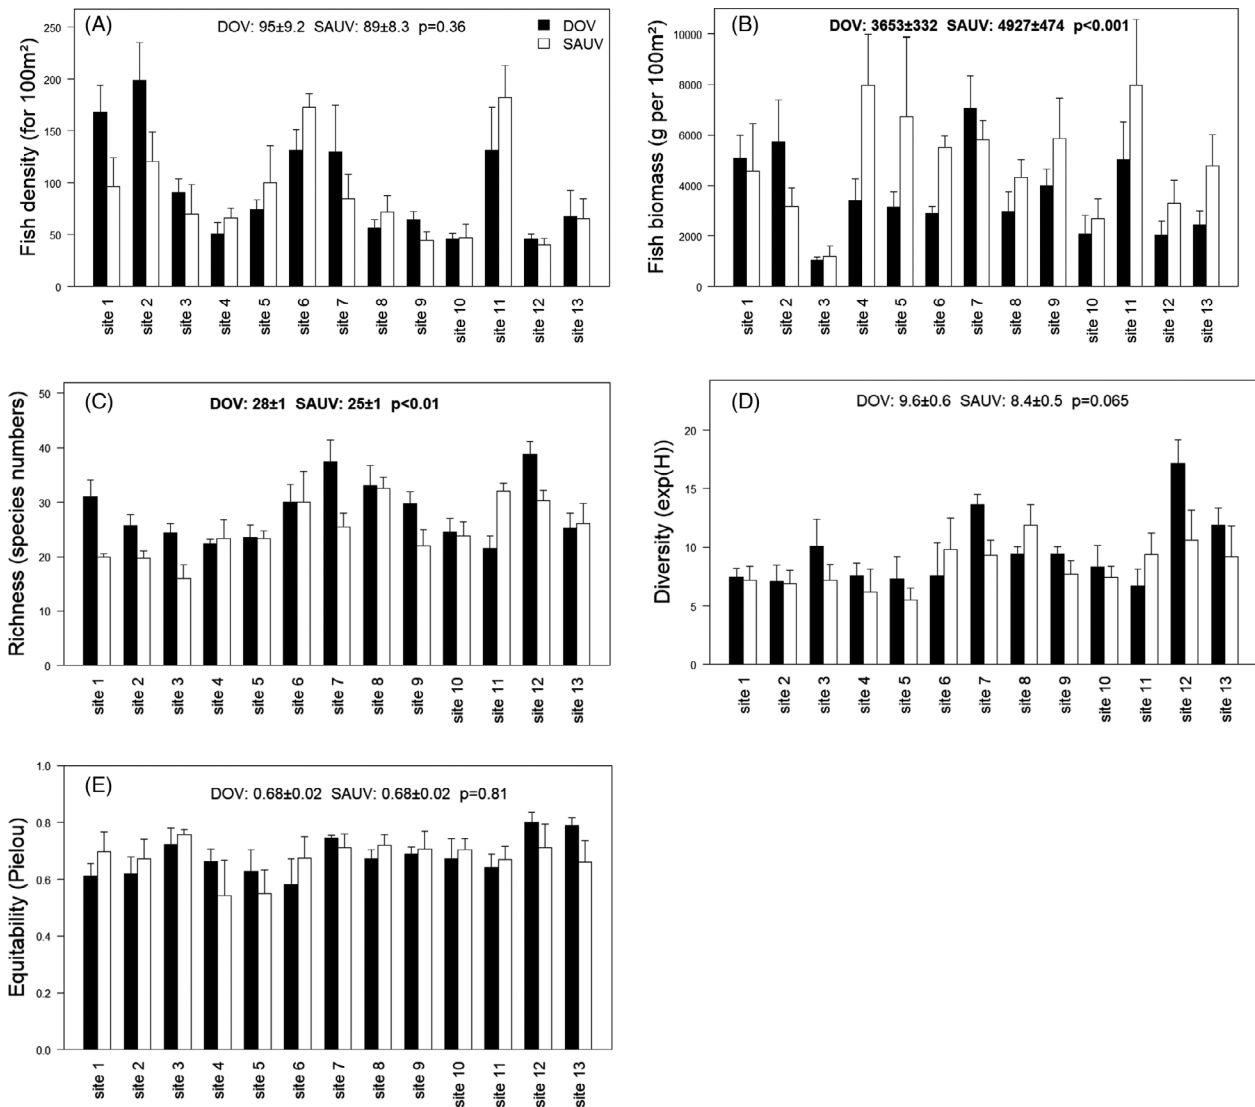 (A)
DOV: 95±9.2 SAUV: 89±8.3 p=0.36
DOV
SAUV
Fish density (for 100m²)
250
200
150
100
50
0
site 1
site 2
site 3
site 4
site 5
site 6
site 7
site 8
site 9
site 10
site 11
site 12
site 13
(B)
DOV: 3653±332 SAUV: 4927±474 p<0.001
Fish biomass (g per 100m²)
10000
8000
6000
4000
2000
0
site 1
site 2
site 3
site 4
site 5
site 6
site 7
site 8
site 9
site 10
site 11
site 12
site 13
(C)
DOV: 28±1 SAUV: 25±1 p<0.01
Richness (species numbers)
50
40
30
20
10
0
site 1
site 2
site 3
site 4
site 5
site 6
site 7
site 8
site 9
site 10
site 11
site 12
site 13
(D)
DOV: 9.6±0.6 SAUV: 8.4±0.5 p=0.065
Diversity (exp(H))
20
15
10
5
0
site 1
site 2
site 3
site 4
site 5
site 6
site 7
site 8
site 9
site 10
site 11
site 12
site 13
(E)
DOV: 0.68±0.02 SAUV: 0.68±0.02 p=0.81
Equitability (Pielou)
1.0
0.8
0.6
0.4
0.2
0.0
site 1
site 2
site 3
site 4
site 5
site 6
site 7
site 8
site 9
site 10
site 11
site 12
site 13